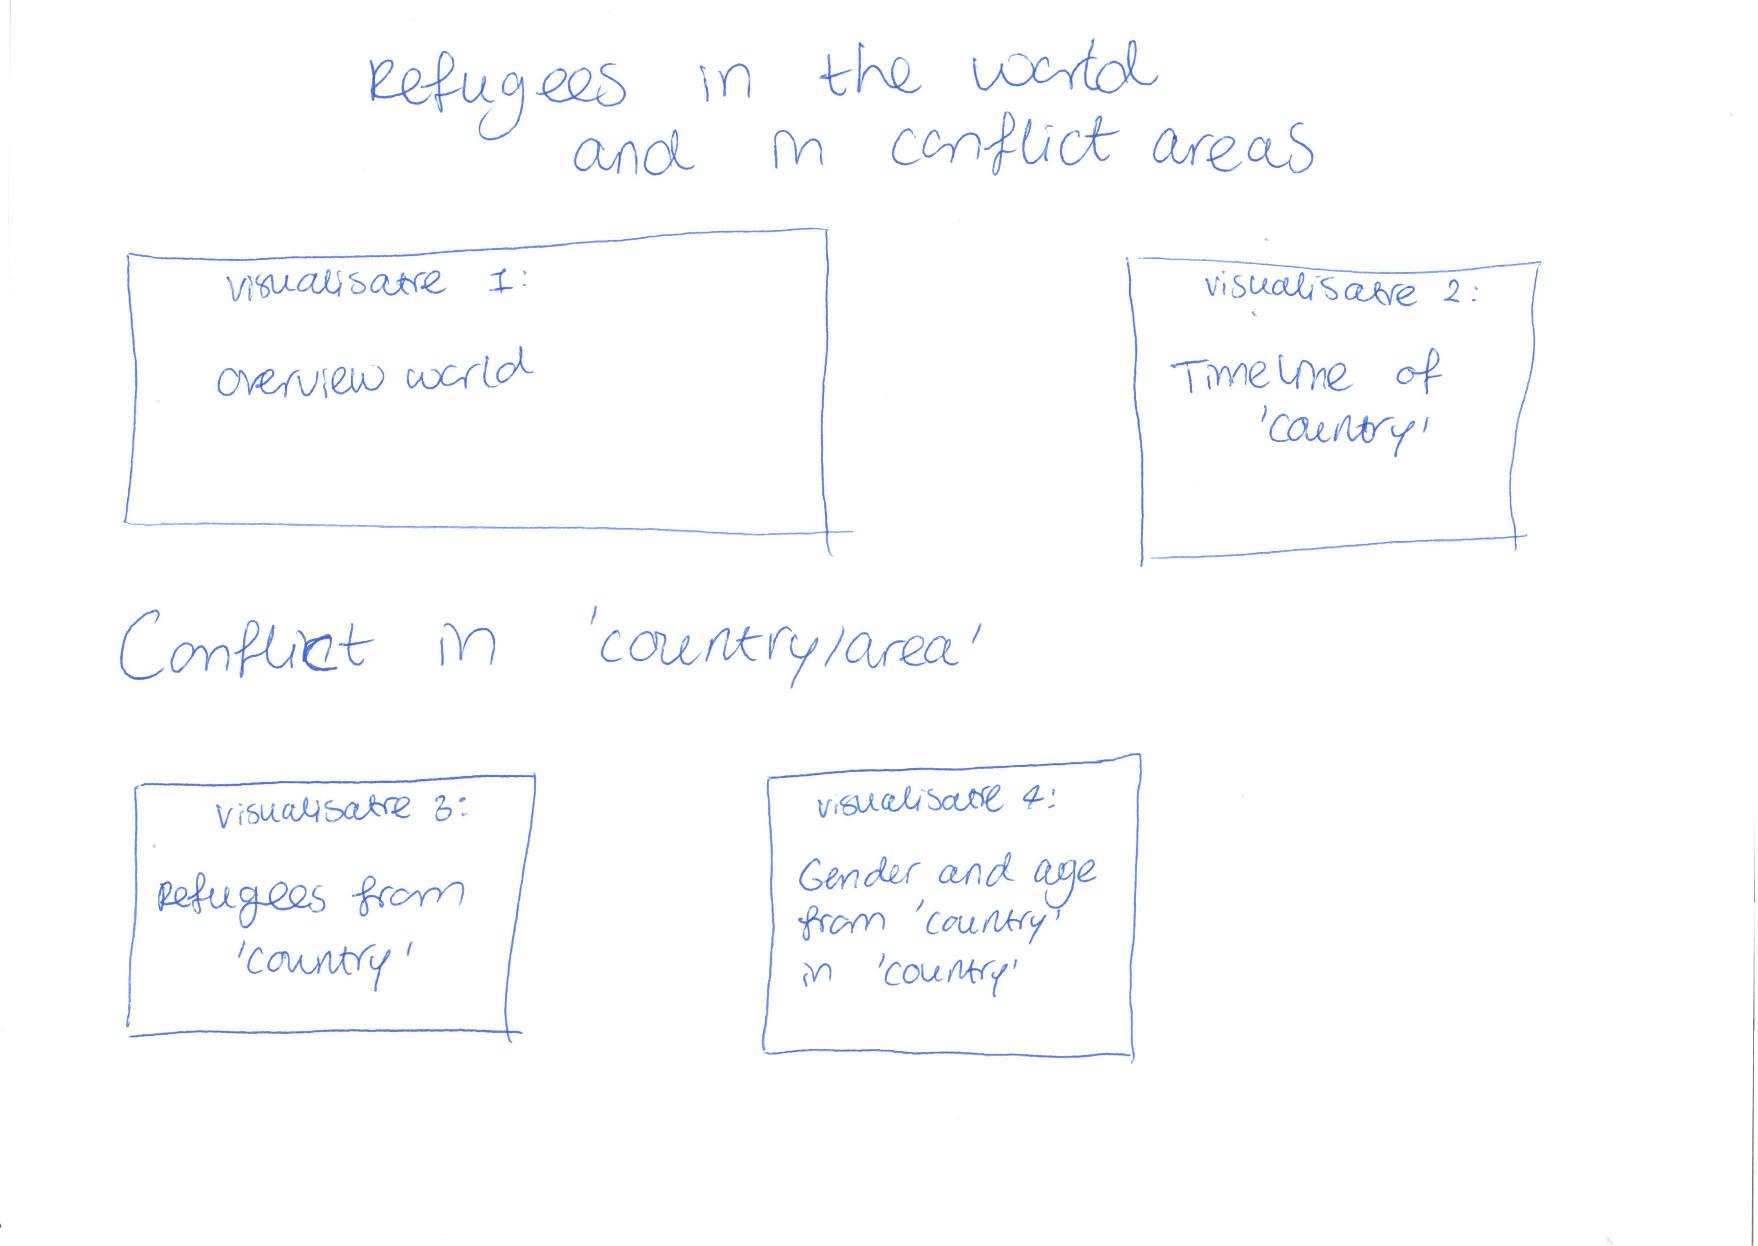 Refugees in the world
and in conflict areas
visualisatie 1:
overview world
visualisatie 2:
Timeline of
'country'
Conflict in 'country/area'
visualisatie 3:
Refugees from
'country'
visualisatie 4:
Gender and age
from 'country'
in 'country'